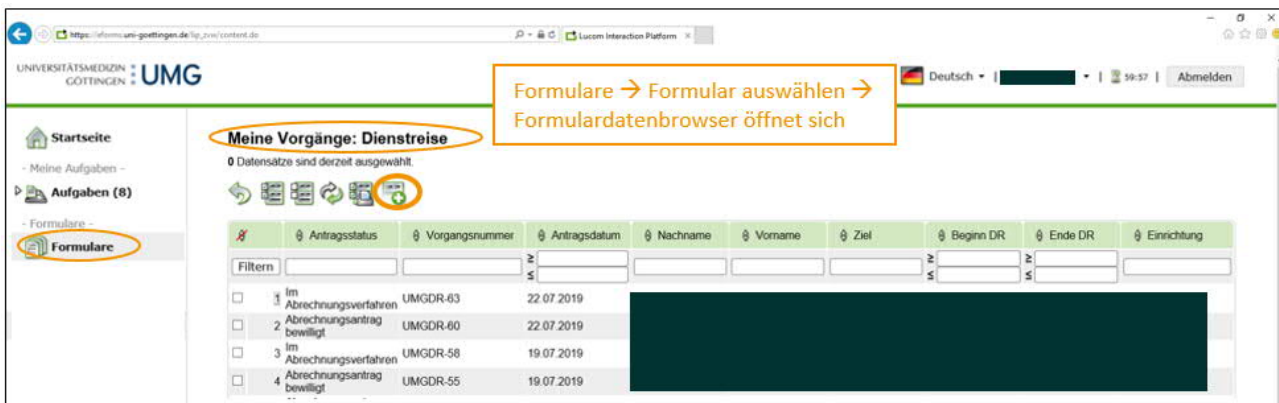 https://eforms.uni-goettingen.de/lip_zvw/content.do
Lucom Interaction Platform
UNIVERSITÄTSMEDIZIN
GÖTTINGEN
UMG
Deutsch
59:57
Abmelden
Formulare → Formular auswählen →
Formulardatenbrowser öffnet sich
Startseite
- Meine Aufgaben -
Aufgaben (8)
- Formulare -
Formulare
Meine Vorgänge: Dienstreise
0 Datensätze sind derzeit ausgewählt.
Antragsstatus Vorgangsnummer Antragsdatum Nachname Vorname Ziel Beginn DR Ende DR Einrichtung
Filtern ≥ ≥ ≥
≤ ≤ ≤
1 Im Abrechnungsverfahren UMGDR-63 22.07.2019
2 Abrechnungsantrag bewilligt UMGDR-60 22.07.2019
3 Im Abrechnungsverfahren UMGDR-58 19.07.2019
4 Abrechnungsantrag bewilligt UMGDR-55 19.07.2019